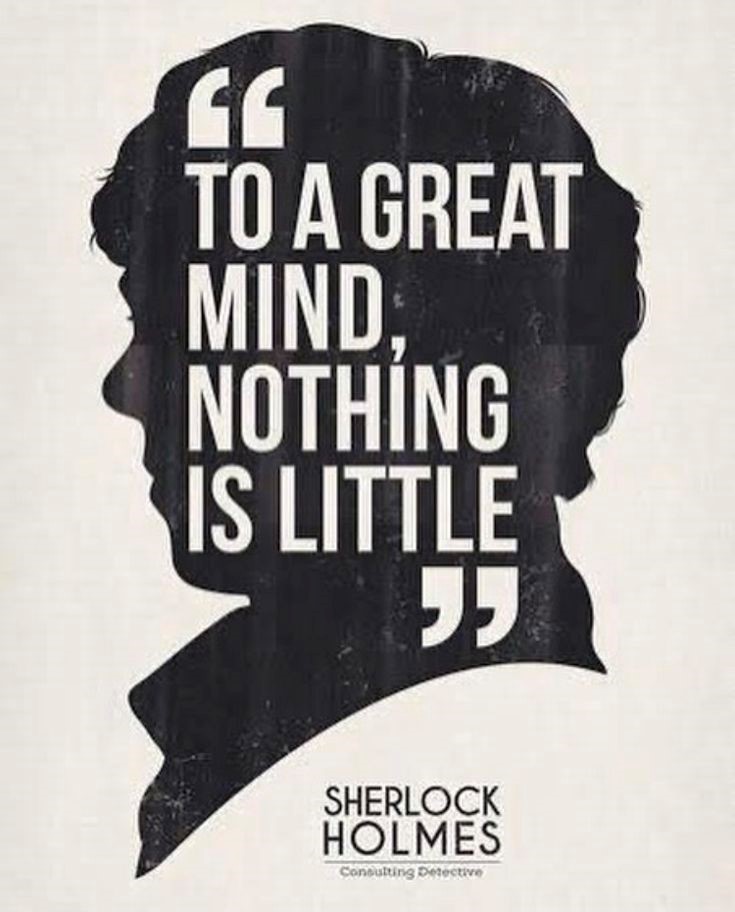 “
TO A GREAT
MIND,
NOTHING
IS LITTLE
”
SHERLOCK
HOLMES
Consulting Detective